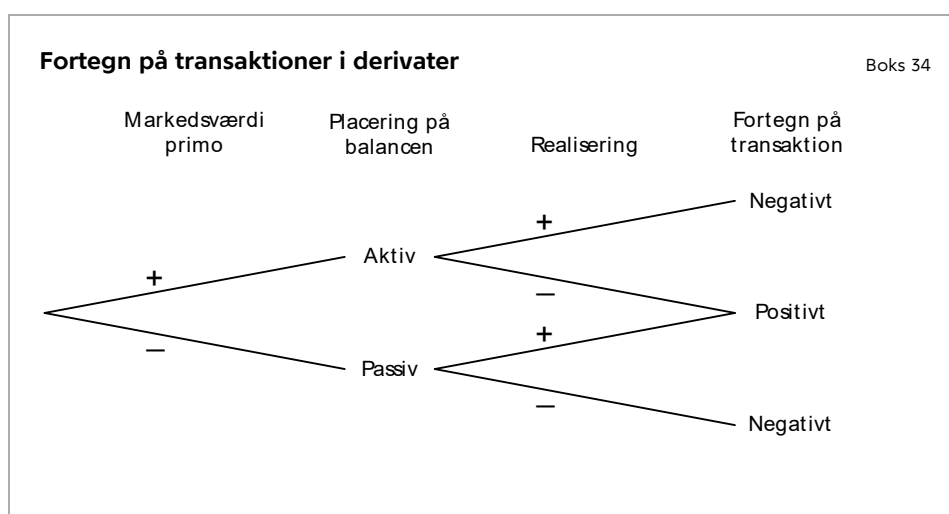 Fortegn på transaktioner i derivater
Boks 34
Markedsværdi
primo
Placering på
balancen
Realisering
Fortegn på
transaktion
Negativt
+
Aktiv
+
–
Positivt
+
–
Passiv
–
Negativt